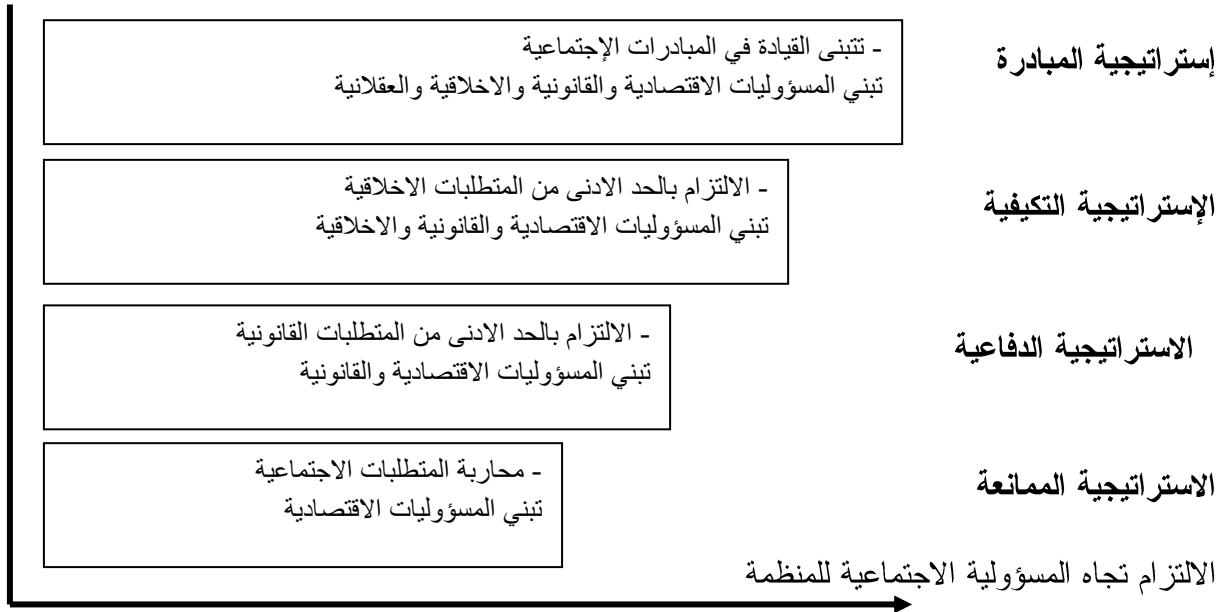 إستراتيجية المبادرة
- تتبنى القيادة في المبادرات الإجتماعية
تبني المسؤوليات الاقتصادية والقانونية والاخلاقية والعقلانية
الإستراتيجية التكيفية
- الالتزام بالحد الادنى من المتطلبات الاخلاقية
تبني المسؤوليات الاقتصادية والقانونية والاخلاقية
الاستراتيجية الدفاعية
- الالتزام بالحد الادنى من المتطلبات القانونية
تبني المسؤوليات الاقتصادية والقانونية
الاستراتيجية الممانعة
- محاربة المتطلبات الاجتماعية
تبني المسؤوليات الاقتصادية
الالتزام تجاه المسؤولية الاجتماعية للمنظمة